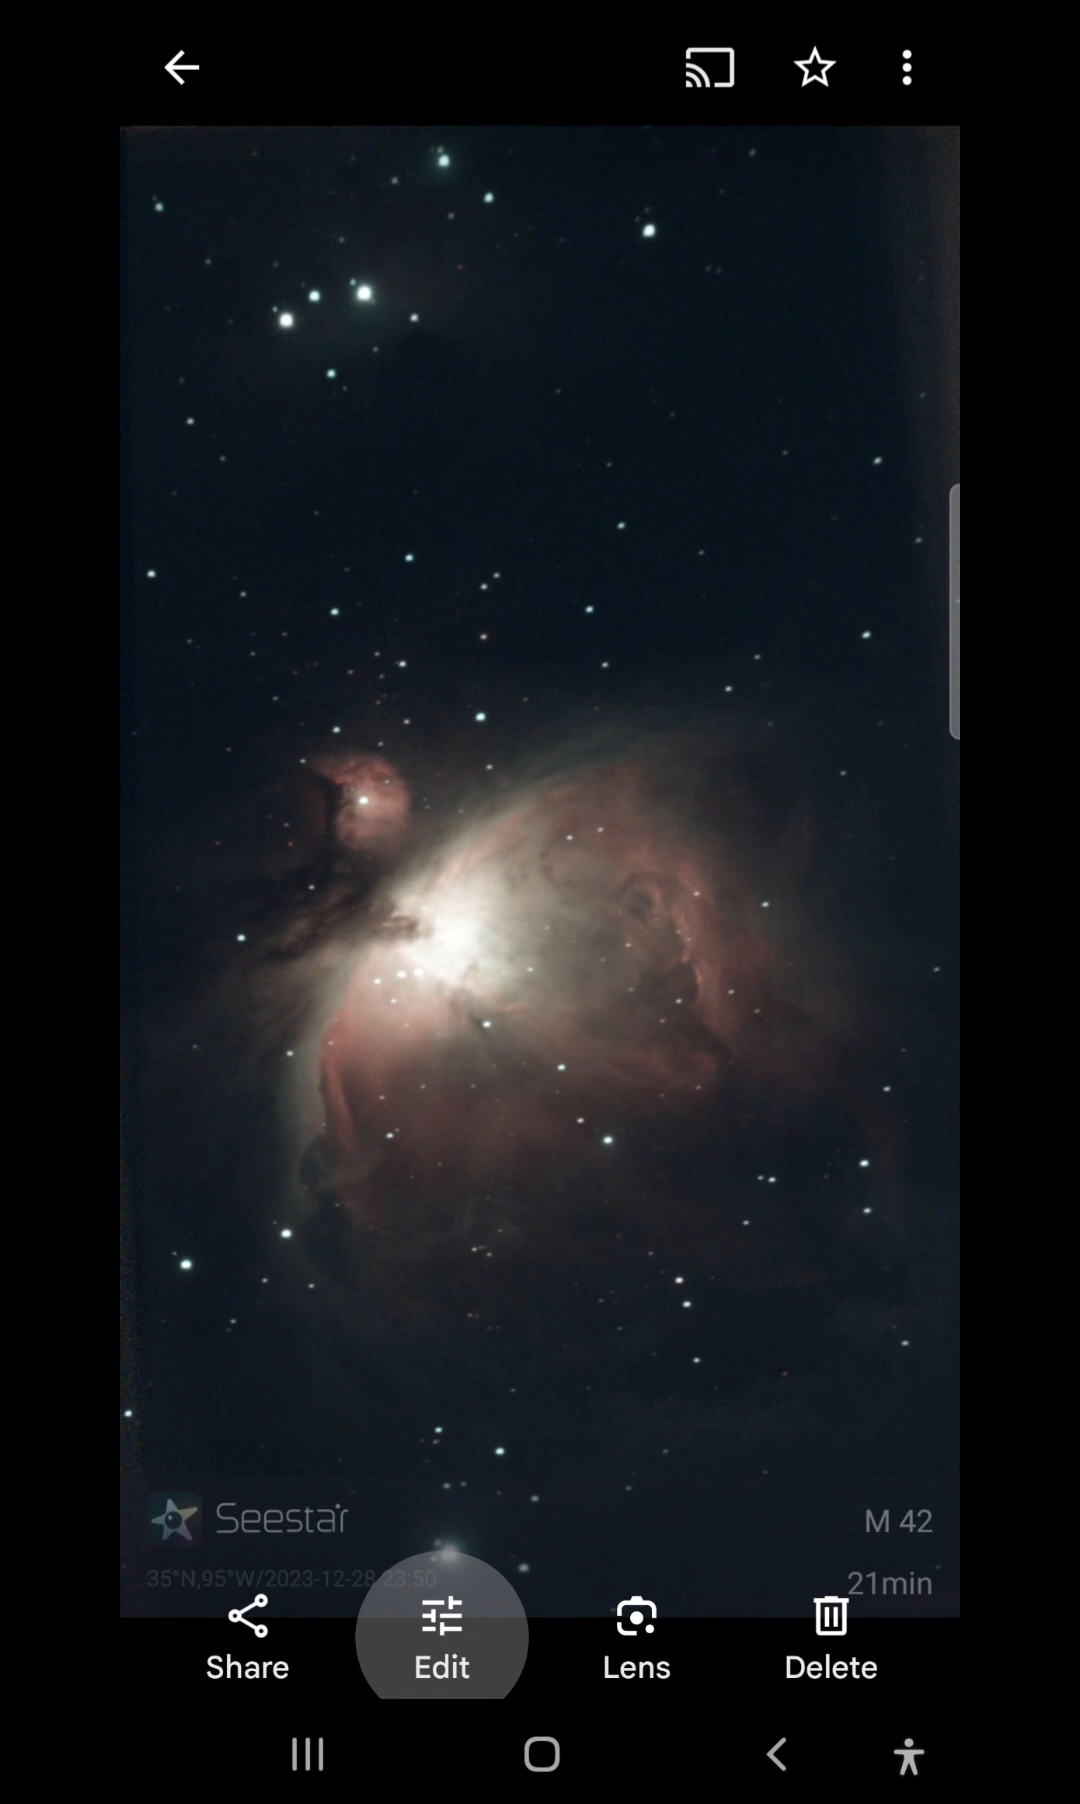 Seestar
M 42
35°N,95°W/2023-12-28 23:50
21min
Share
Edit
Lens
Delete